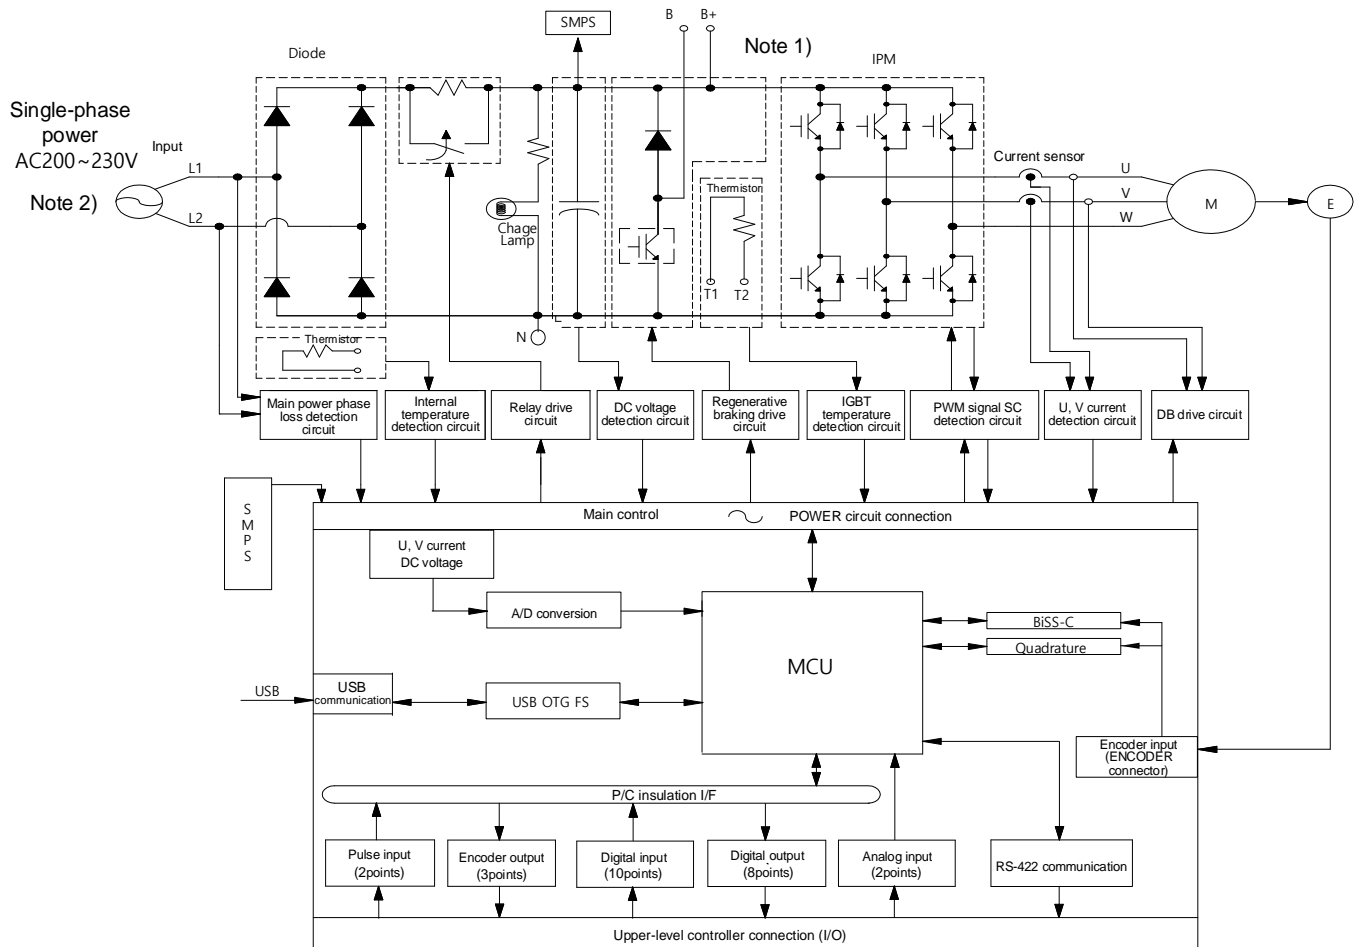 SMPS
B
B+
Note 1)
Diode
IPM
Single-phase
power
AC200~230V
Input
L1
Note 2)
L2
Chage
Lamp
Thermistor
T1
T2
Current sensor
U
V
W
M
E
N
Thermistor
Main power phase
loss detection
circuit
Internal
temperature
detection circuit
Relay drive
circuit
DC voltage
detection circuit
Regenerative
braking drive
circuit
IGBT
temperature
detection circuit
PWM signal SC
detection circuit
U, V current
detection circuit
DB drive circuit
S
M
P
S
Main control
POWER circuit connection
U, V current
DC voltage
A/D conversion
MCU
BiSS-C
Quadrature
USB
USB
communication
USB OTG FS
Encoder input
(ENCODER
connector)
P/C insulation I/F
Pulse input
(2points)
Encoder output
(3points)
Digital input
(10points)
Digital output
(8points)
Analog input
(2points)
RS-422 communication
Upper-level controller connection (I/O)